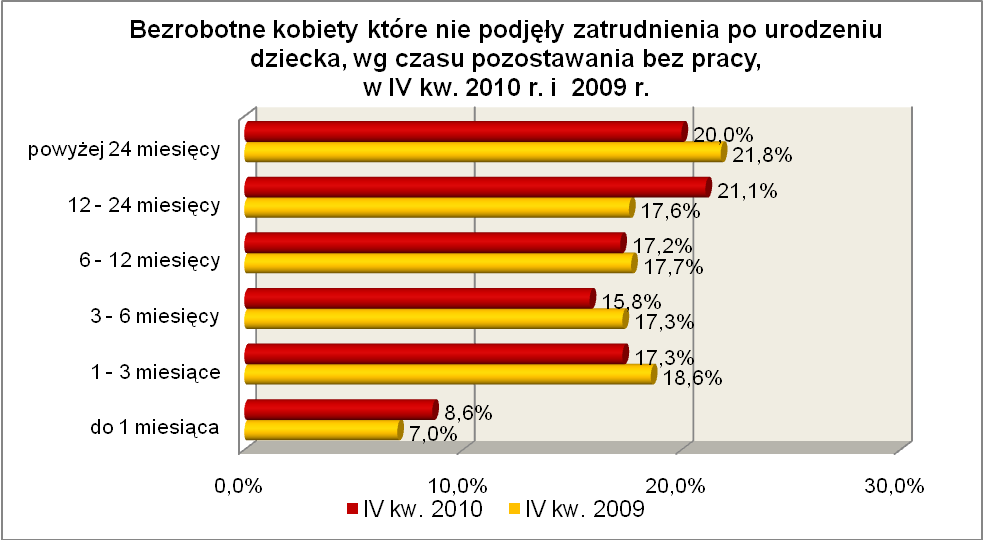 Bezrobotne kobiety które nie podjęły zatrudnienia po urodzeniu
dziecka, wg czasu pozostawania bez pracy,
w IV kw. 2010 r. i 2009 r.
powyżej 24 miesięcy
20,0%
21,8%
12 - 24 miesięcy
21,1%
17,6%
6 - 12 miesięcy
17,2%
17,7%
3 - 6 miesięcy
15,8%
17,3%
1 - 3 miesiące
17,3%
18,6%
do 1 miesiąca
8,6%
7,0%
0,0% 10,0% 20,0% 30,0%
IV kw. 2010 IV kw. 2009